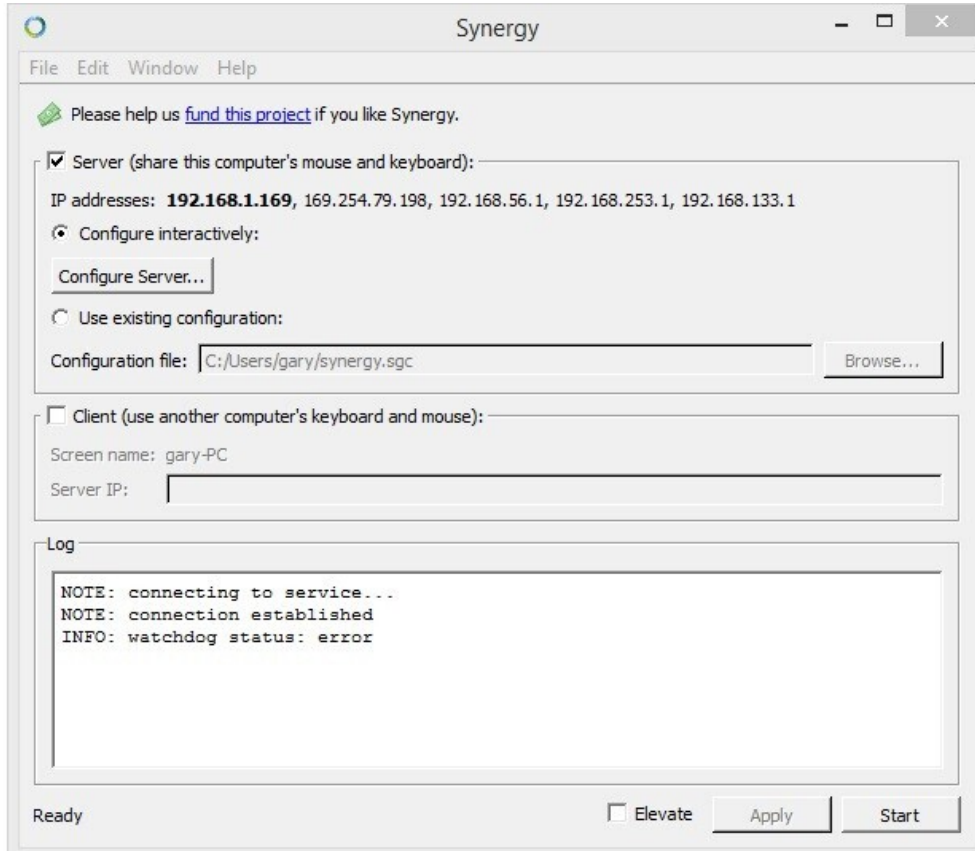 Synergy
File Edit Window Help
Please help us fund this project if you like Synergy.
Server (share this computer's mouse and keyboard):
IP addresses: 192.168.1.169, 169.254.79.198, 192.168.56.1, 192.168.253.1, 192.168.133.1
Configure interactively:
Configure Server...
Use existing configuration:
Configuration file: C:/Users/gary/synergy.sgc Browse...
Client (use another computer's keyboard and mouse):
Screen name: gary-PC
Server IP:
Log
NOTE: connecting to service...
NOTE: connection established
INFO: watchdog status: error
Ready Elevate Apply Start